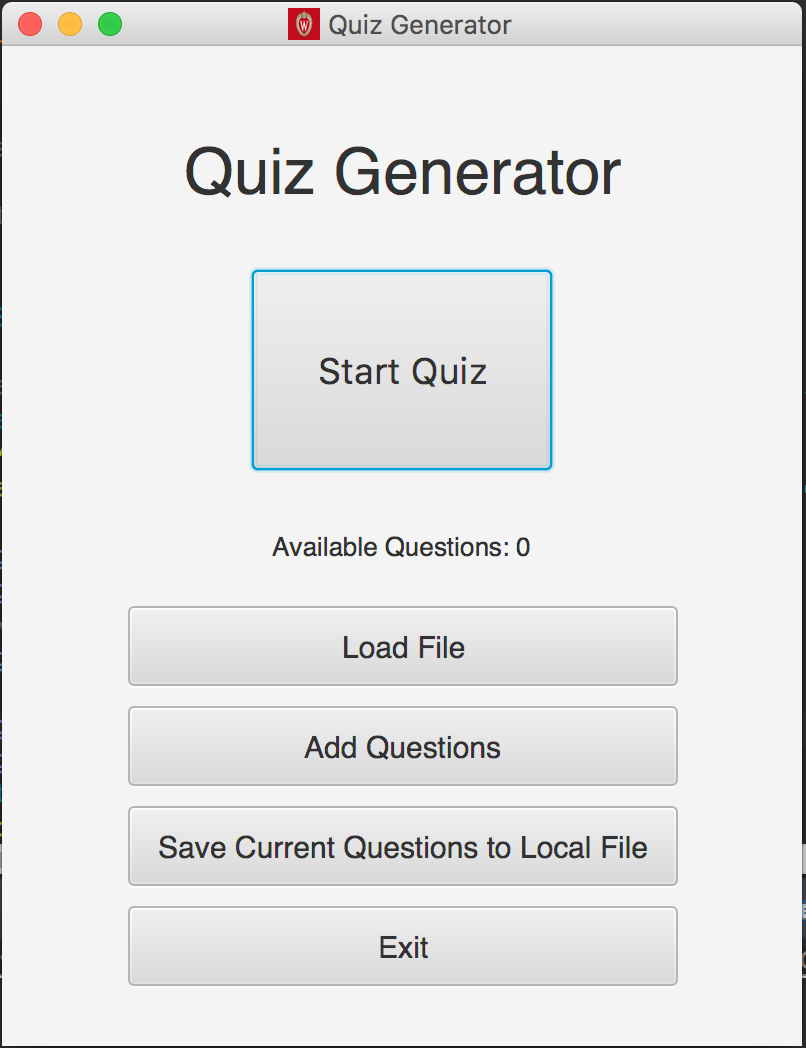 Quiz Generator
Quiz Generator
Start Quiz
Available Questions: 0
Load File
Add Questions
Save Current Questions to Local File
Exit